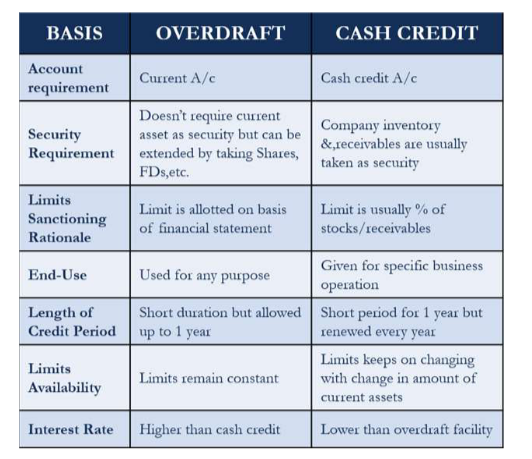 BASIS OVERDRAFT CASH CREDIT
Account
requirement
Current A/c
Cash credit A/c
Security
Requirement
Doesn't require current
asset as security but can be
extended by taking Shares,
FDs,etc.
Company inventory
&,receivables are usually
taken as security
Limits
Sanctioning
Rationale
Limit is allotted on basis
of financial statement
Limit is usually % of
stocks/receivables
End-Use
Used for any purpose
Given for specific business
operation
Length of
Credit Period
Short duration but allowed
up to 1 year
Short period for 1 year but
renewed every year
Limits
Availability
Limits remain constant
Limits keeps on changing
with change in amount of
current assets
Interest Rate
Higher than cash credit
Lower than overdraft facility